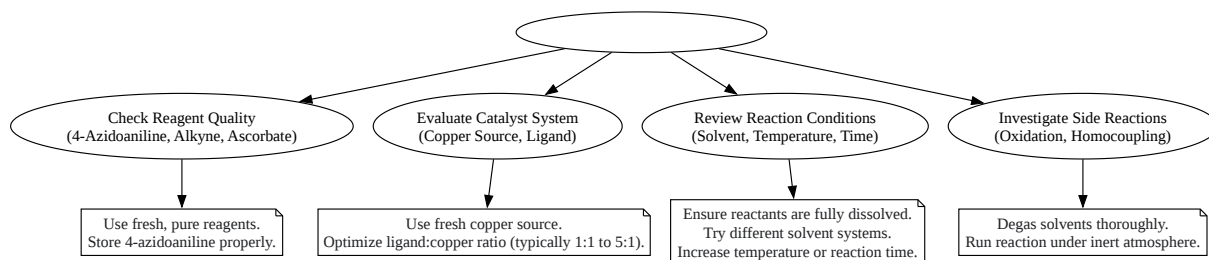 Check Reagent Quality
(4-Azidoaniline, Alkyne, Ascorbate)
Evaluate Catalyst System
(Copper Source, Ligand)
Review Reaction Conditions
(Solvent, Temperature, Time)
Investigate Side Reactions
(Oxidation, Homocoupling)
Use fresh, pure reagents.
Store 4-azidoaniline properly.
Use fresh copper source.
Optimize ligand:copper ratio (typically 1:1 to 5:1).
Ensure reactants are fully dissolved.
Try different solvent systems.
Increase temperature or reaction time.
Degas solvents thoroughly.
Run reaction under inert atmosphere.